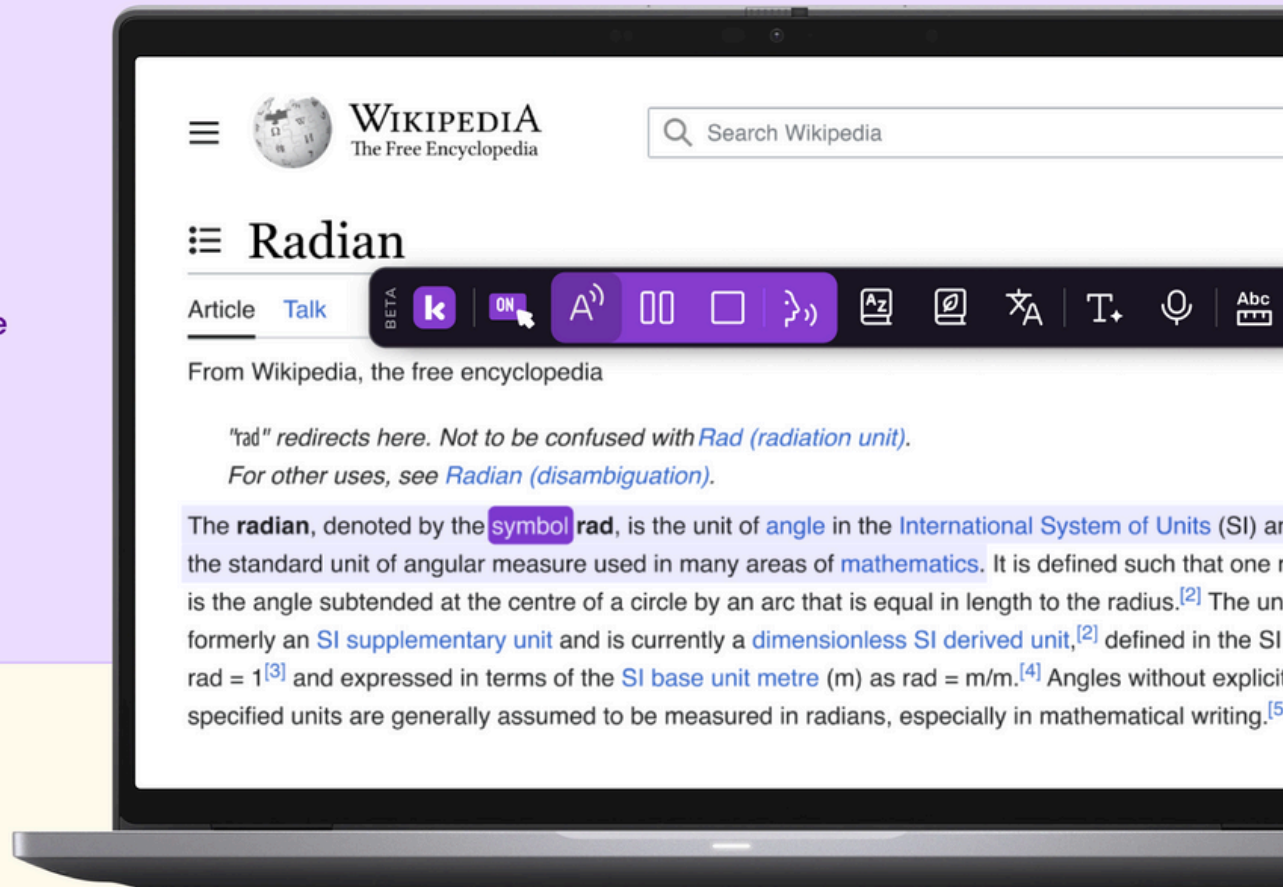 WIKIPEDIA
The Free Encyclopedia
Search Wikipedia
Radian
Article Talk
BETA k ON A Az 文A T Abc
From Wikipedia, the free encyclopedia
"rad" redirects here. Not to be confused with Rad (radiation unit).
For other uses, see Radian (disambiguation).
The radian, denoted by the symbol rad, is the unit of angle in the International System of Units (SI)
the standard unit of angular measure used in many areas of mathematics. It is defined such that one
is the angle subtended at the centre of a circle by an arc that is equal in length to the radius.[2] The
formerly an SI supplementary unit and is currently a dimensionless SI derived unit,[2] defined in the SI
rad = 1[3] and expressed in terms of the SI base unit metre (m) as rad = m/m.[4] Angles without
specified units are generally assumed to be measured in radians, especially in mathematical writing.